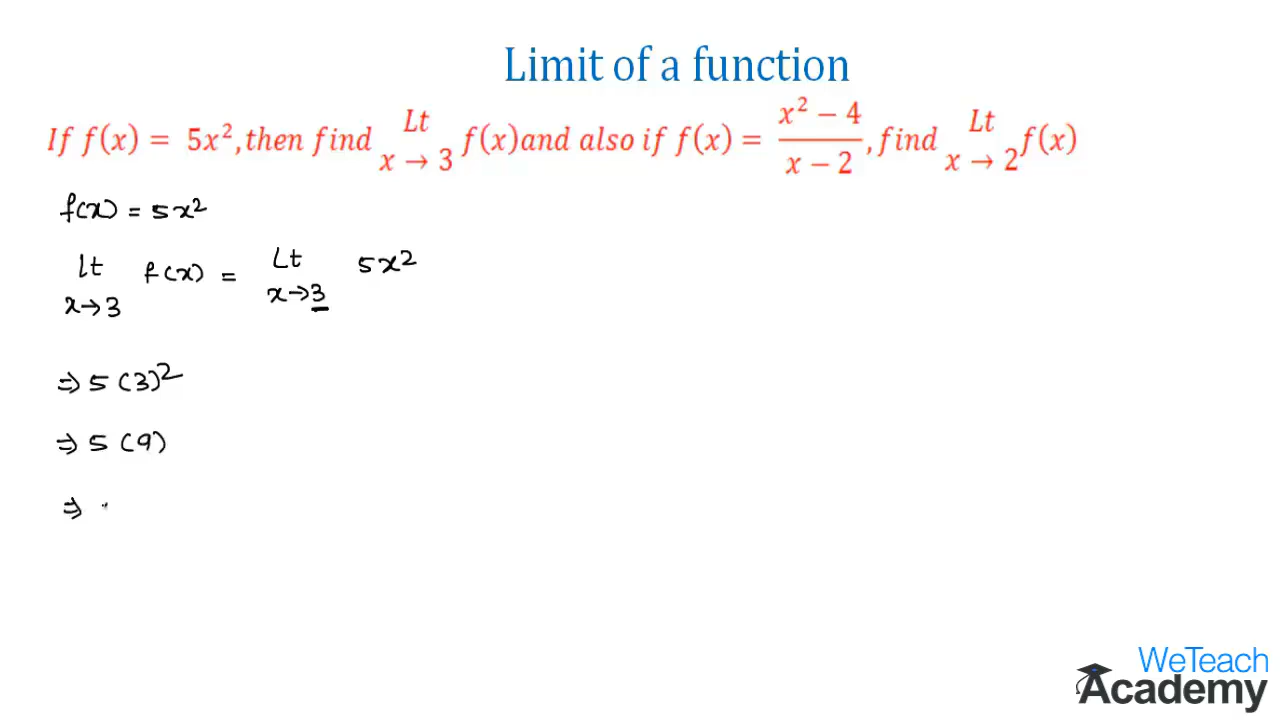 Limit of a function
If f(x) = 5x², then find Lt x → 3 f(x) and also if f(x) = (x² − 4)/(x − 2), find Lt x → 2 f(x)
f(x) = 5x²
Lt x→3 f(x) = Lt x→3 5x²
⇒ 5 (3)²
⇒ 5 (9)
⇒
WeTeach
Academy